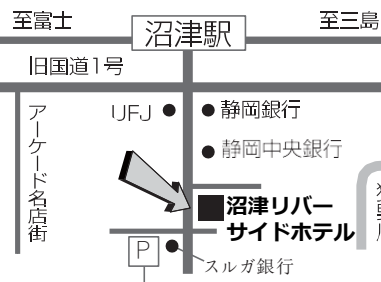 至富士
沼津駅
至三島
旧国道1号
アーケード名店街
UFJ
静岡銀行
静岡中央銀行
沼津リバー
サイドホテル
P
スルガ銀行